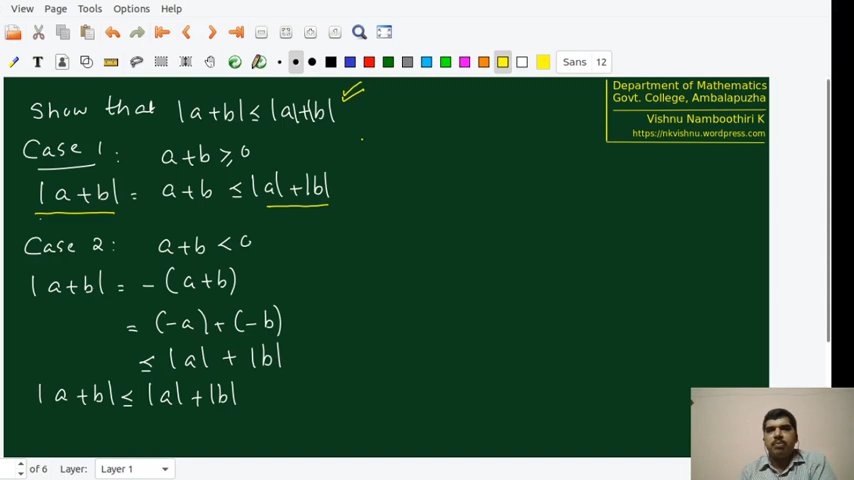 View Page Tools Options Help
Sans 12
Department of Mathematics
Govt. College, Ambalapuzha
Vishnu Namboothiri K
https://nkvishnu.wordpress.com
Show that |a+b| ≤ |a|+|b|
Case 1: a+b ≥ 0
|a+b| = a+b ≤ |a|+|b|
Case 2: a+b < 0
|a+b| = -(a+b)
= (-a)+(-b)
≤ |a| + |b|
|a+b| ≤ |a|+|b|
of 6 Layer: Layer 1